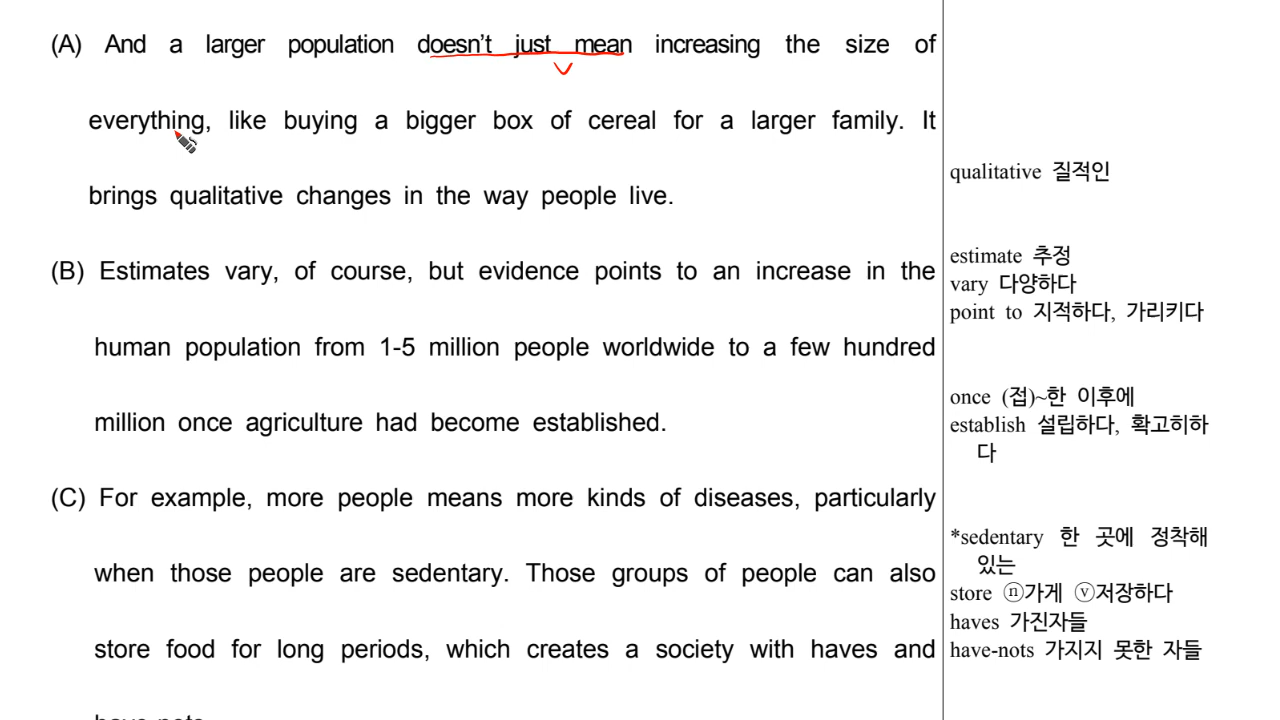 (A) And a larger population doesn't just mean increasing the size of
everything, like buying a bigger box of cereal for a larger family. It
brings qualitative changes in the way people live.
(B) Estimates vary, of course, but evidence points to an increase in the
human population from 1-5 million people worldwide to a few hundred
million once agriculture had become established.
(C) For example, more people means more kinds of diseases, particularly
when those people are sedentary. Those groups of people can also
store food for long periods, which creates a society with haves and
qualitative 질적인
estimate 추정
vary 다양하다
point to 지적하다, 가리키다
once (접)~한 이후에
establish 설립하다, 확고히하
다
*sedentary 한 곳에 정착해
있는
store ⓝ가게 ⓥ저장하다
haves 가진자들
have-nots 가지지 못한 자들